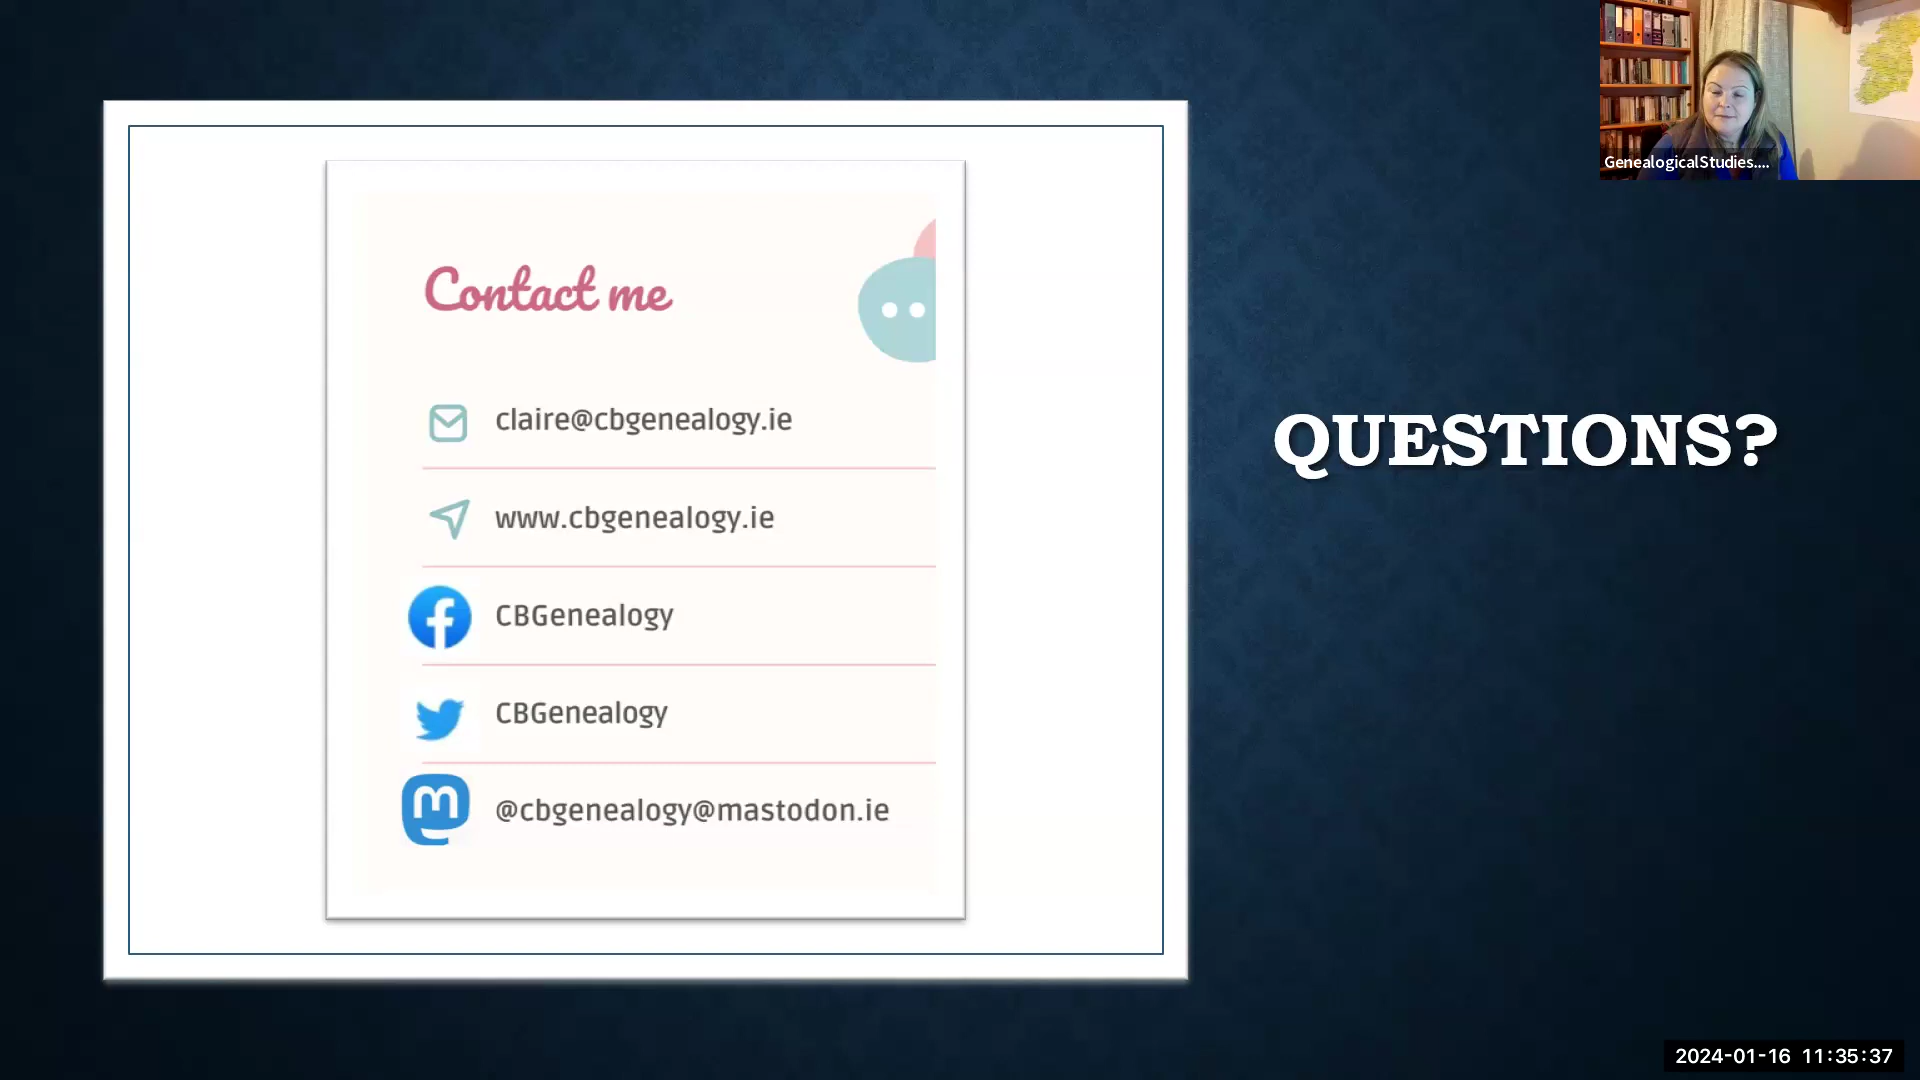 GenealogicalStudies....
Contact me
claire@cbgenealogy.ie
www.cbgenealogy.ie
CBGenealogy
CBGenealogy
@cbgenealogy@mastodon.ie
QUESTIONS?
2024-01-16 11:35:37